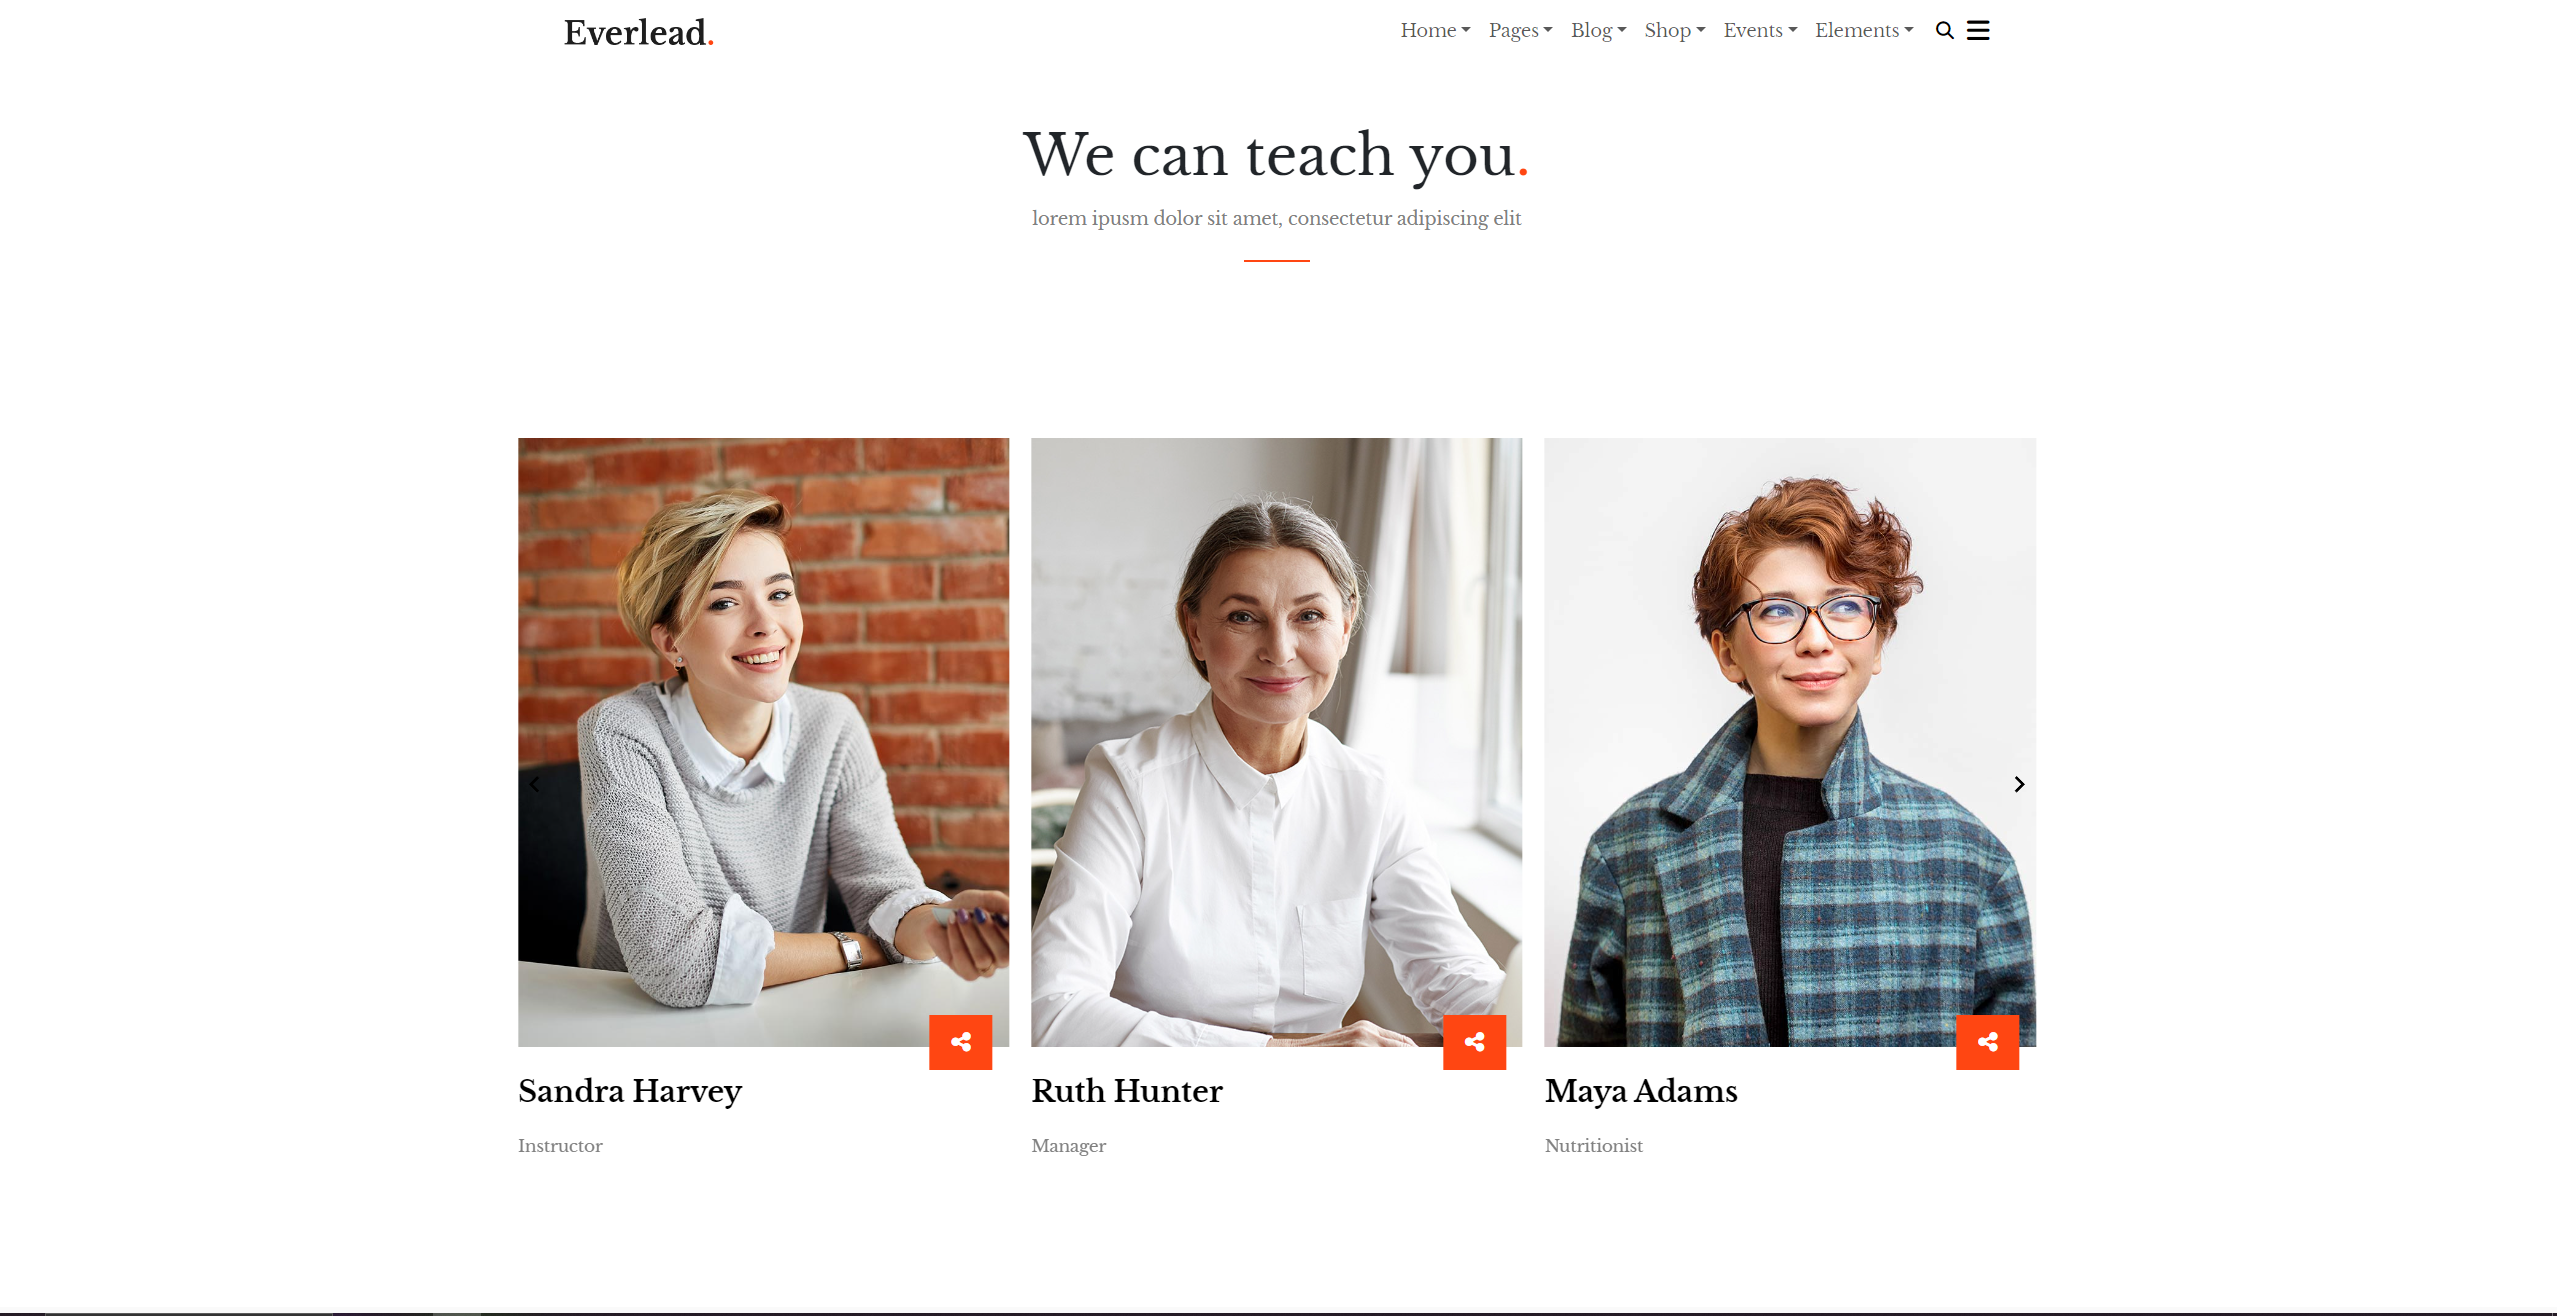 Everlead.
Home Pages Blog Shop Events Elements
We can teach you.
lorem ipusm dolor sit amet, consectetur adipiscing elit
Sandra Harvey
Ruth Hunter
Maya Adams
Instructor
Manager
Nutritionist